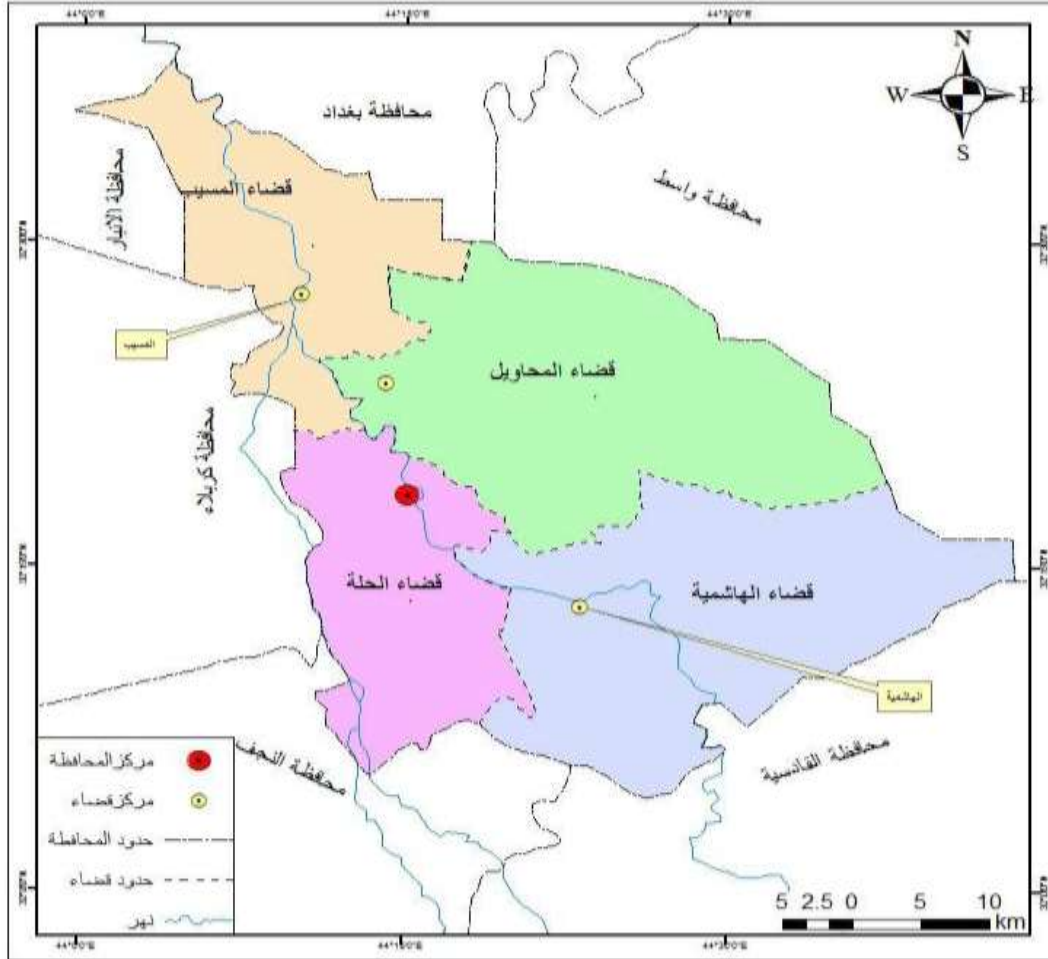 N
W E
S
محافظة بغداد
محافظة واسط
محافظة الانبار
قضاء المسيب
المسيب
قضاء المحاويل
محافظة كربلاء
قضاء الحلة
قضاء الهاشمية
الهاشمية
محافظة النجف
محافظة القادسية
مركز المحافظة
مركز قضاء
حدود المحافظة
حدود قضاء
نهر
5 2.5 0 5 10
km